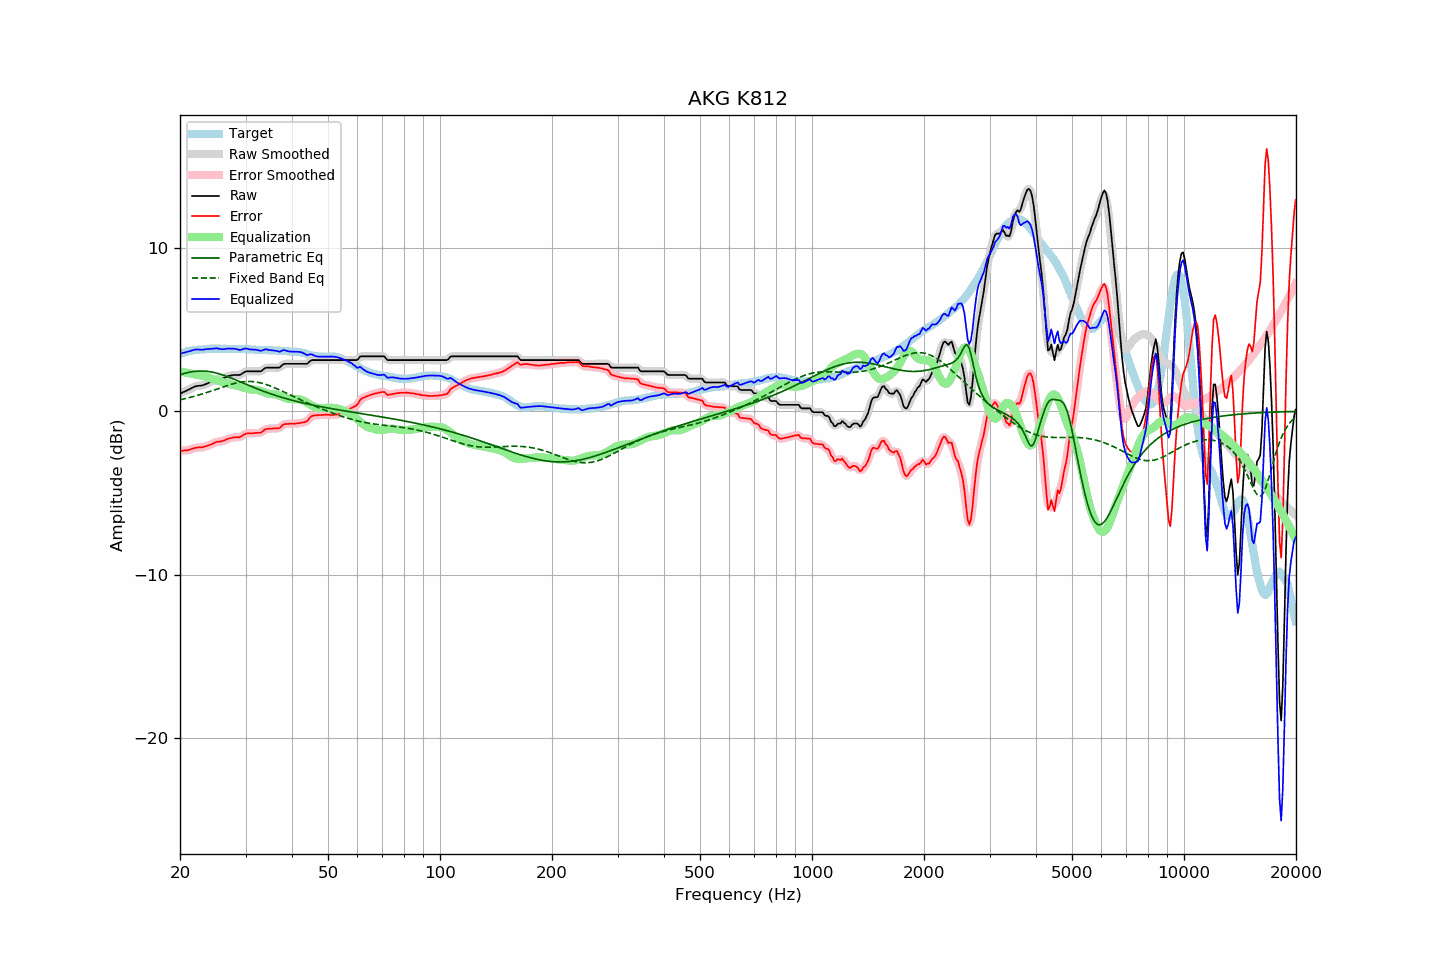 AKG K812
Target
Raw Smoothed
Error Smoothed
Raw
Error
Equalization
Parametric Eq
Fixed Band Eq
Equalized
Amplitude (dBr)
10
0
−10
−20
20 50 100 200 500 1000 2000 5000 10000 20000
Frequency (Hz)